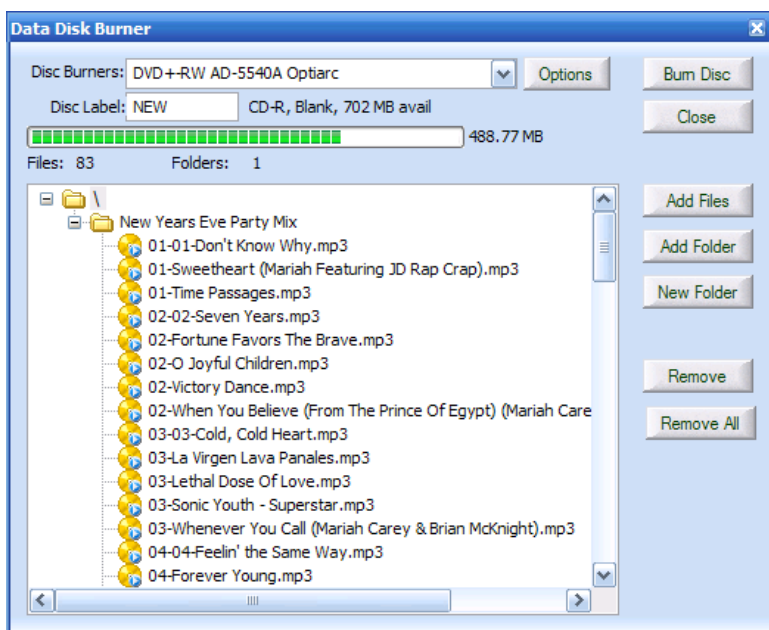 Data Disk Burner
Disc Burners: DVD+-RW AD-5540A Optiarc Options Burn Disc
Disc Label: NEW CD-R, Blank, 702 MB avail Close
488.77 MB
Files: 83 Folders: 1
\ Add Files
New Years Eve Party Mix
01-01-Don't Know Why.mp3 Add Folder
01-Sweetheart (Mariah Featuring JD Rap Crap).mp3
01-Time Passages.mp3 New Folder
02-02-Seven Years.mp3
02-Fortune Favors The Brave.mp3
02-O Joyful Children.mp3
02-Victory Dance.mp3 Remove
02-When You Believe (From The Prince Of Egypt) (Mariah Care
03-03-Cold, Cold Heart.mp3 Remove All
03-La Virgen Lava Panales.mp3
03-Lethal Dose Of Love.mp3
03-Sonic Youth - Superstar.mp3
03-Whenever You Call (Mariah Carey & Brian McKnight).mp3
04-04-Feelin' the Same Way.mp3
04-Forever Young.mp3